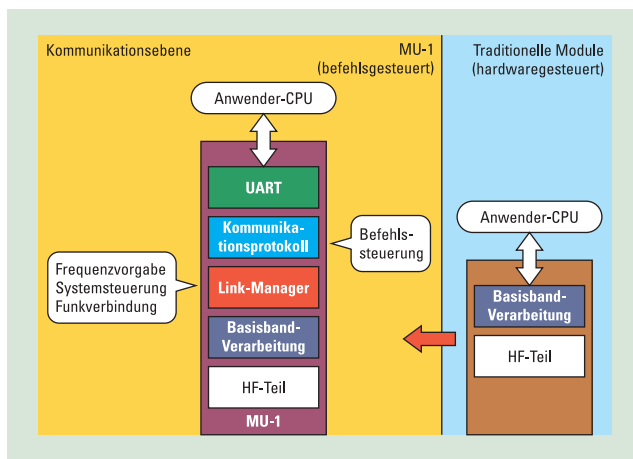 Kommunikationsebene
MU-1
(befehlsgesteuert)
Anwender-CPU
UART
Kommunika-
tionsprotokoll
Befehls-
steuerung
Frequenzvorgabe
Systemsteuerung
Funkverbindung
Link-Manager
Basisband-
Verarbeitung
HF-Teil
MU-1
Traditionelle Module
(hardwaregesteuert)
Anwender-CPU
Basisband-
Verarbeitung
HF-Teil